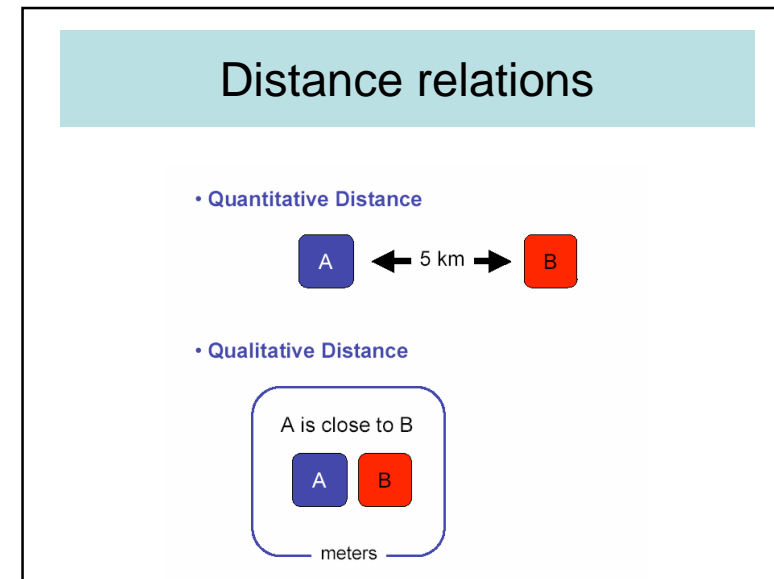 Distance relations
• Quantitative Distance
A 5 km B
• Qualitative Distance
A is close to B
A B
meters